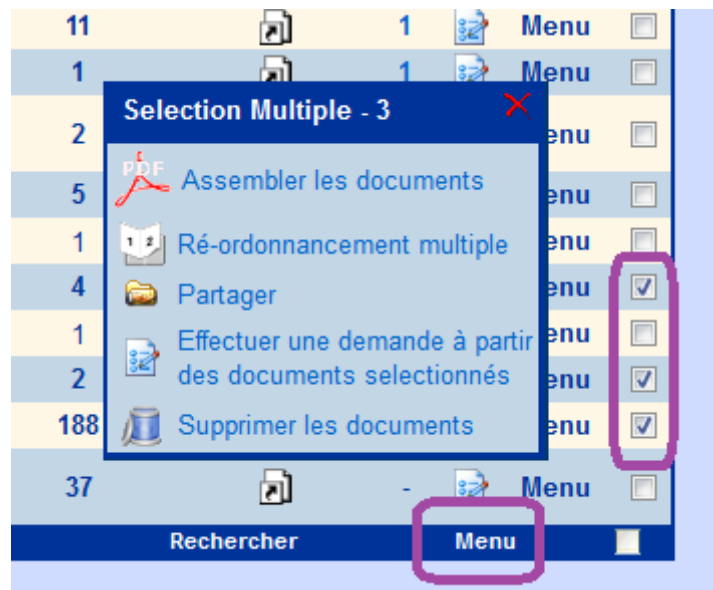 11 1 Menu
1 1 Menu
Selection Multiple - 3
2 enu
PDF Assembler les documents
5 enu
1 1 2 Ré-ordonnancement multiple enu
4 Partager enu
1 Effectuer une demande à partir enu
2 des documents selectionnés enu
188 Supprimer les documents enu
37 - Menu
Rechercher Menu